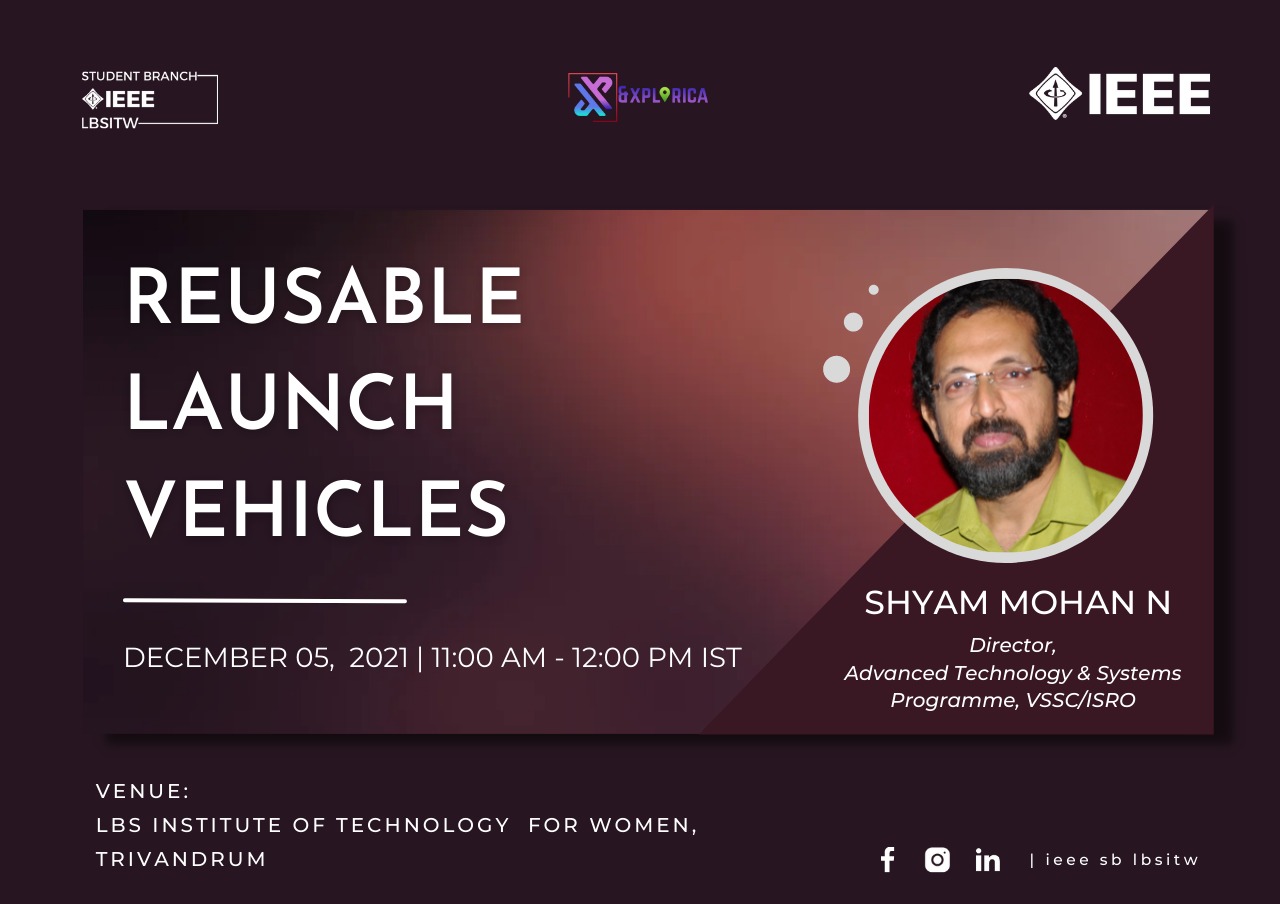 STUDENT BRANCH
IEEE
LBSITW
&XPLORICA
IEEE
REUSABLE
LAUNCH
VEHICLES
DECEMBER 05,  2021 | 11:00 AM - 12:00 PM IST
SHYAM MOHAN N
Director,
Advanced Technology & Systems
Programme, VSSC/ISRO
VENUE:
LBS INSTITUTE OF TECHNOLOGY  FOR WOMEN,
TRIVANDRUM
| ieee sb lbsitw